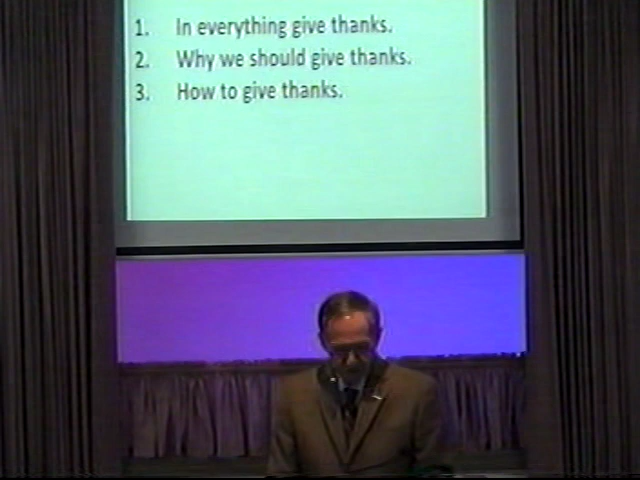 1. In everything give thanks.
2. Why we should give thanks.
3. How to give thanks.